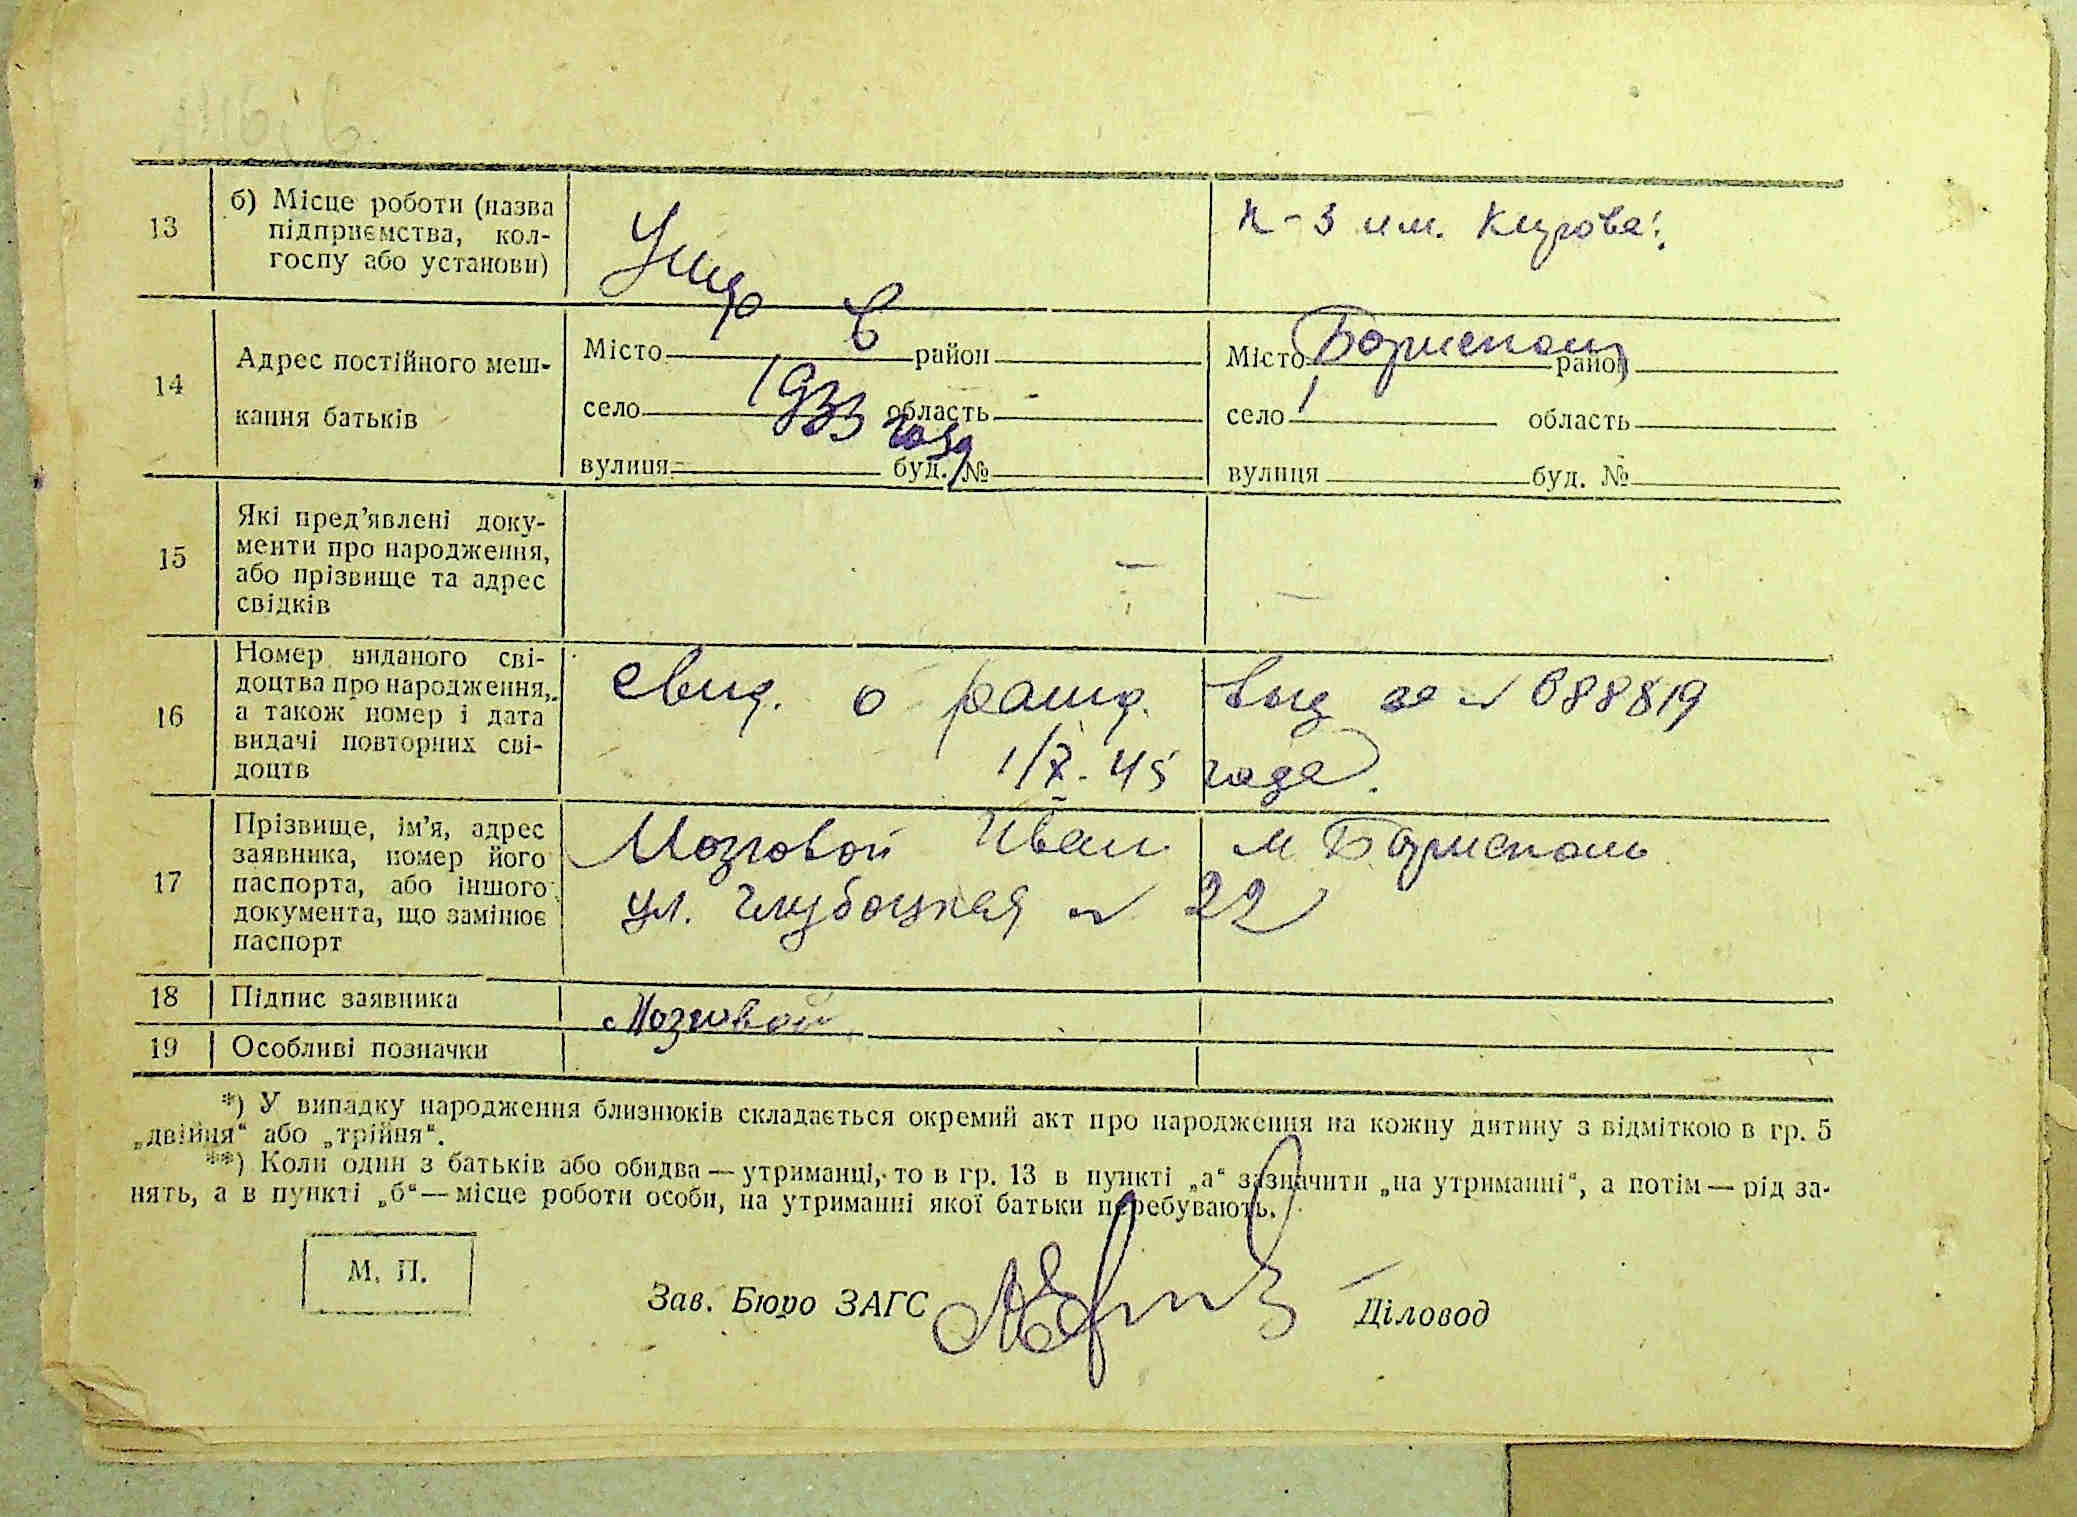 13
б) Місце роботи (назва
підприємства, кол-
госпу або установи)
Умер в
1933 году
к-з им. Кирова.
14
Адрес постійного меш-
кання батьків
Місто район
село область
вулиця буд. №
Місто Борисполь район
село область
вулиця буд. №
15
Які пред’явлені доку-
менти про народження,
або прізвище та адрес
свідків
16
Номер виданого сві-
доцтва про народження,
а також номер і дата
видачі повторних сві-
доцтв
Свид. о рожд. выд за № 088819
1/X-45 года.
17
Прізвище, ім’я, адрес
заявника, номер його
паспорта, або іншого
документа, що замінює
паспорт
Мозговой Иван м Борисполь
ул. Глубоцкая № 22
18
Підпис заявника
Мозговой
19
Особливі позначки
*) У випадку народження близнюків складається окремий акт про народження на кожну дитину з відміткою в гр. 5
„двійня“ або „трійня“.
**) Коли один з батьків або обидва — утриманці, то в гр. 13 в пункті „а“ зазначити „на утриманні“, а потім — рід за-
нять, а в пункті „б“ — місце роботи особи, на утриманні якої батьки перебувають.
М. П.
Зав. Бюро ЗАГС
Діловод